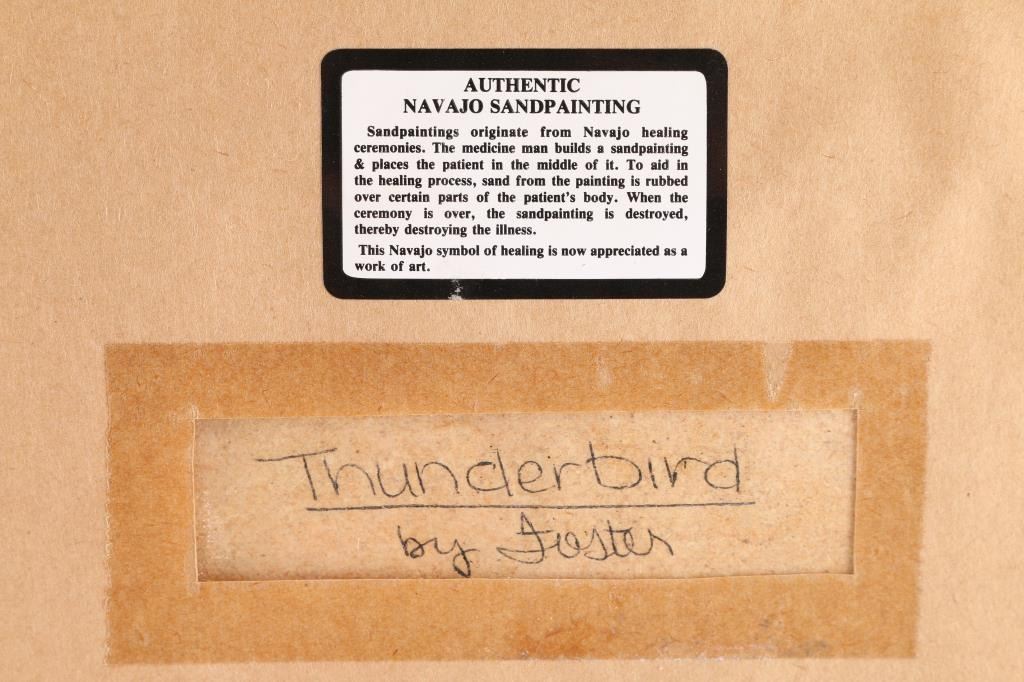 AUTHENTIC
NAVAJO SANDPAINTING
Sandpaintings originate from Navajo healing
ceremonies. The medicine man builds a sandpainting
& places the patient in the middle of it. To aid in
the healing process, sand from the painting is rubbed
over certain parts of the patient's body. When the
ceremony is over, the sandpainting is destroyed,
thereby destroying the illness.
This Navajo symbol of healing is now appreciated as a
work of art.
Thunderbird
by Foster